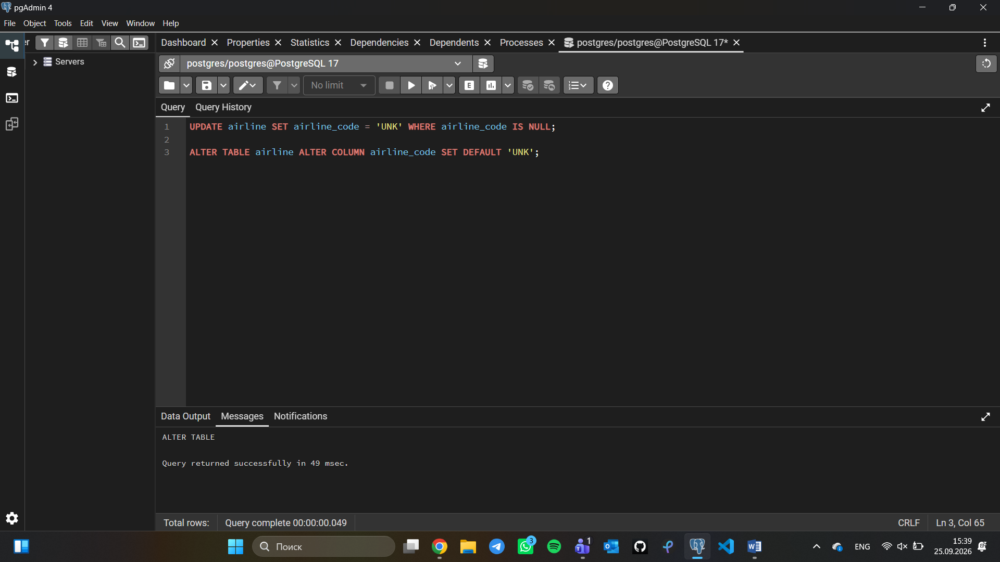 pgAdmin 4
File Object Tools Edit View Window Help
er
Dashboard Properties Statistics Dependencies Dependents Processes postgres/postgres@PostgreSQL 17*
Servers
postgres/postgres@PostgreSQL 17
No limit
E
Query Query History
1 UPDATE airline SET airline_code = 'UNK' WHERE airline_code IS NULL;
2
3 ALTER TABLE airline ALTER COLUMN airline_code SET DEFAULT 'UNK';
Data Output Messages Notifications
ALTER TABLE
Query returned successfully in 49 msec.
Total rows: Query complete 00:00:00.049 CRLF Ln 3, Col 65
Поиск 3 1 ENG 15:39
25.09.2026